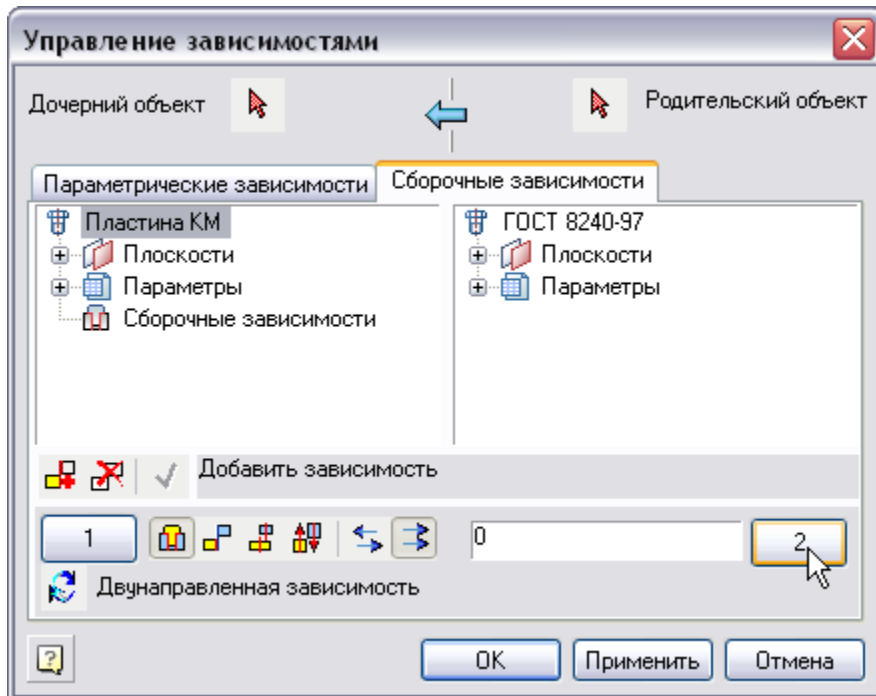 Управление зависимостями
Дочерний объект
Родительский объект
Параметрические зависимости
Сборочные зависимости
Пластина КМ
Плоскости
Параметры
Сборочные зависимости
ГОСТ 8240-97
Плоскости
Параметры
Добавить зависимость
1
0
2
Двунаправленная зависимость
?
OK
Применить
Отмена